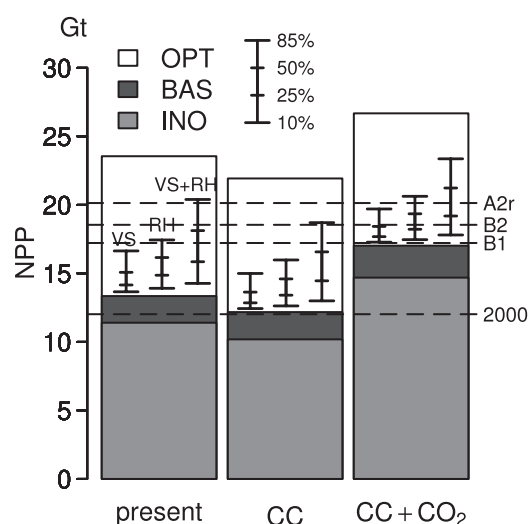 Gt
OPT
BAS
INO
85%
50%
25%
10%
30
25
20
15
10
5
0
NPP
VS
RH
VS+RH
A2r
B2
B1
2000
present
CC
CC + CO₂